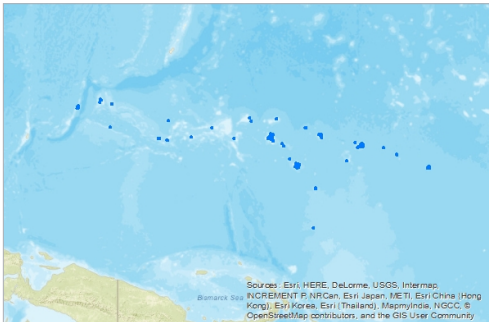 Bismarck Sea
Sources: Esri, HERE, DeLorme, USGS, Intermap,
INCREMENT P, NRCan, Esri Japan, METI, Esri China (Hong
Kong), Esri Korea, Esri (Thailand), MapmyIndia, NGCC, ©
OpenStreetMap contributors, and the GIS User Community